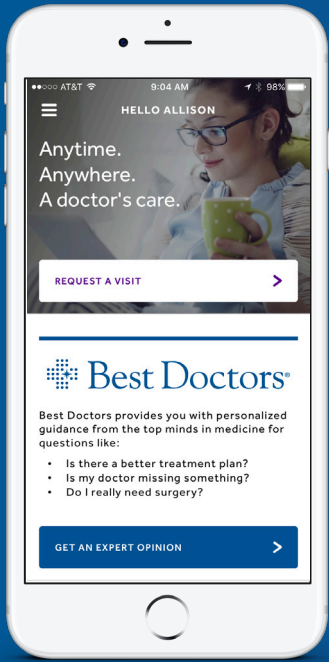 AT&T 9:04 AM 98%
HELLO ALLISON
Anytime.
Anywhere.
A doctor's care.
REQUEST A VISIT
Best Doctors®
Best Doctors provides you with personalized
guidance from the top minds in medicine for
questions like:
• Is there a better treatment plan?
• Is my doctor missing something?
• Do I really need surgery?
GET AN EXPERT OPINION